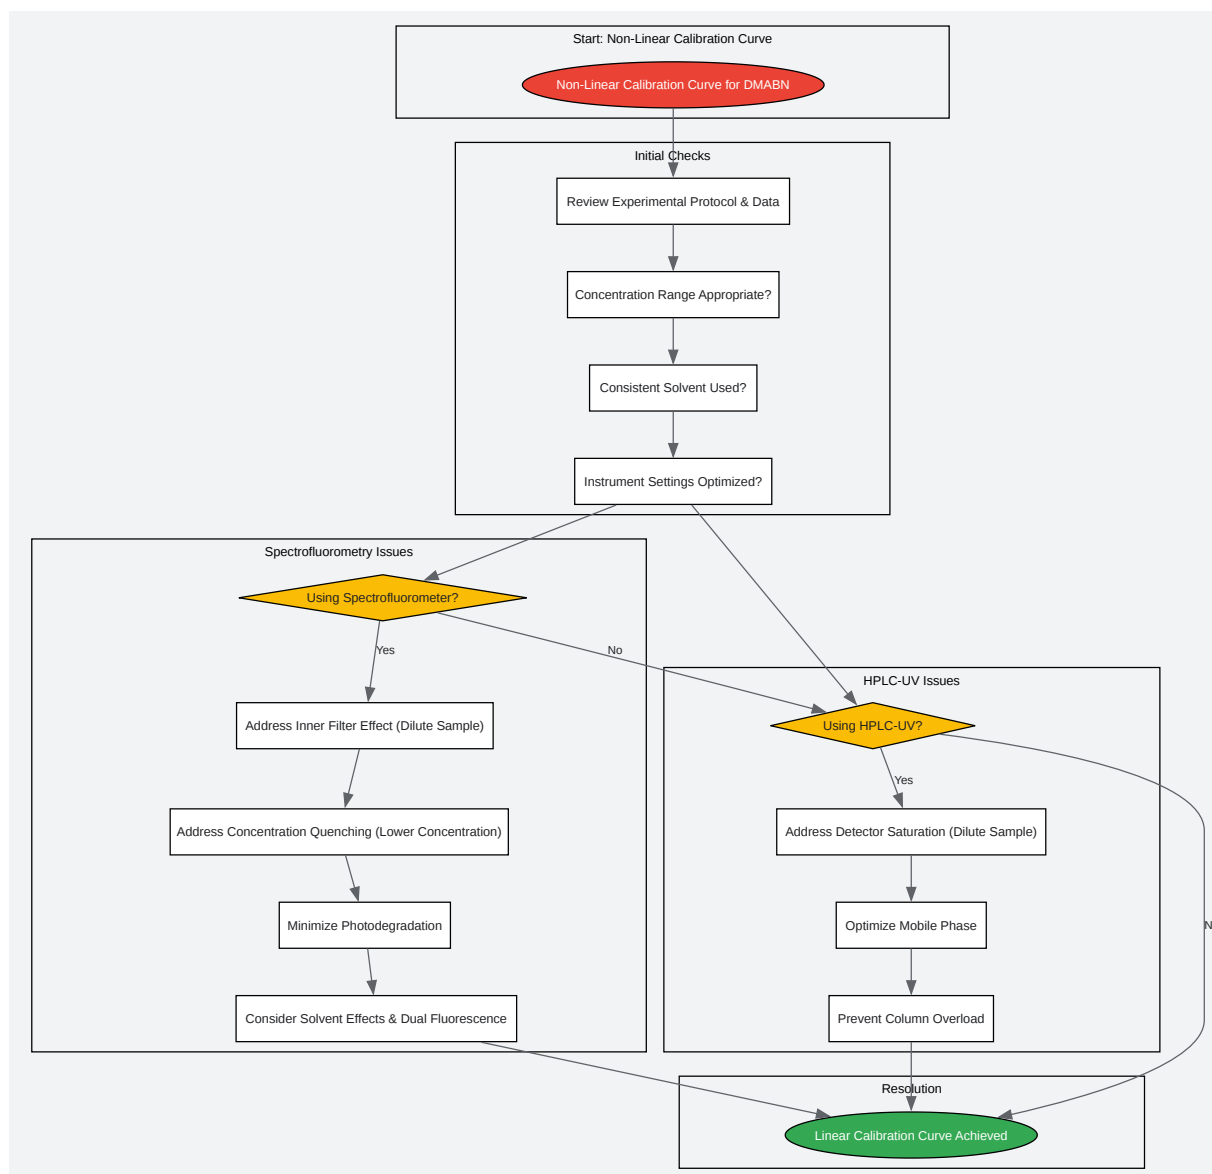 Start: Non-Linear Calibration Curve
Non-Linear Calibration Curve for DMABN
Initial Checks
Review Experimental Protocol & Data
Concentration Range Appropriate?
Consistent Solvent Used?
Instrument Settings Optimized?
Spectrofluorometry Issues
Using Spectrofluorometer?
Yes
No
Address Inner Filter Effect (Dilute Sample)
Address Concentration Quenching (Lower Concentration)
Minimize Photodegradation
Consider Solvent Effects & Dual Fluorescence
HPLC-UV Issues
Using HPLC-UV?
Yes
N
Address Detector Saturation (Dilute Sample)
Optimize Mobile Phase
Prevent Column Overload
Resolution
Linear Calibration Curve Achieved